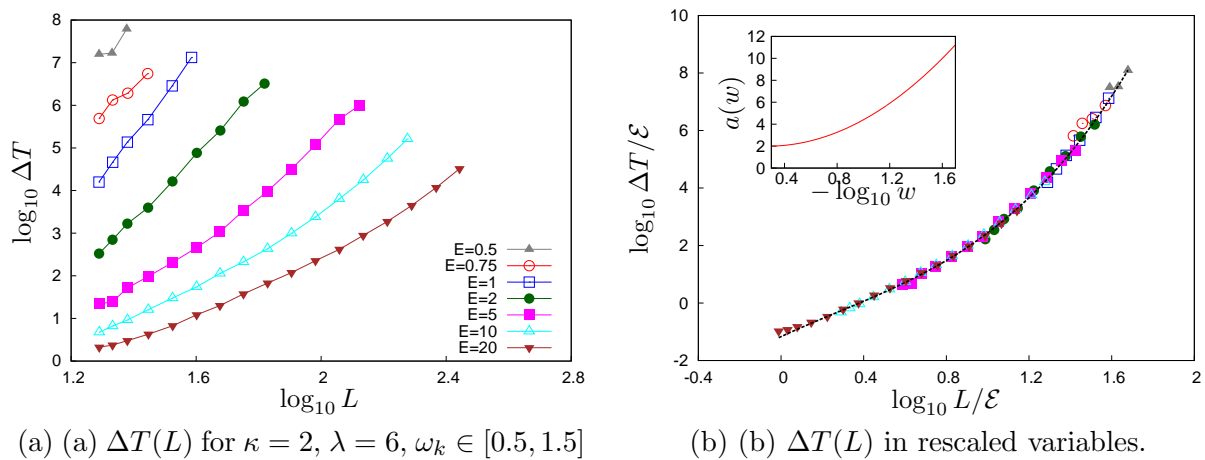 8
7
6
5
4
3
2
1
0
log₁₀ ΔT
E=0.5
E=0.75
E=1
E=2
E=5
E=10
E=20
1.2 1.6 2 2.4 2.8
log₁₀ L
(a) (a) ΔT(L) for κ = 2, λ = 6, ω_k ∈ [0.5, 1.5]
10
8
6
4
2
0
-2
log₁₀ ΔT/ℰ
12
10
8
6
4
2
0
a(w)
0.4 0.8 1.2 1.6
− log₁₀ w
-0.4 0 0.4 0.8 1.2 1.6 2
log₁₀ L/ℰ
(b) (b) ΔT(L) in rescaled variables.